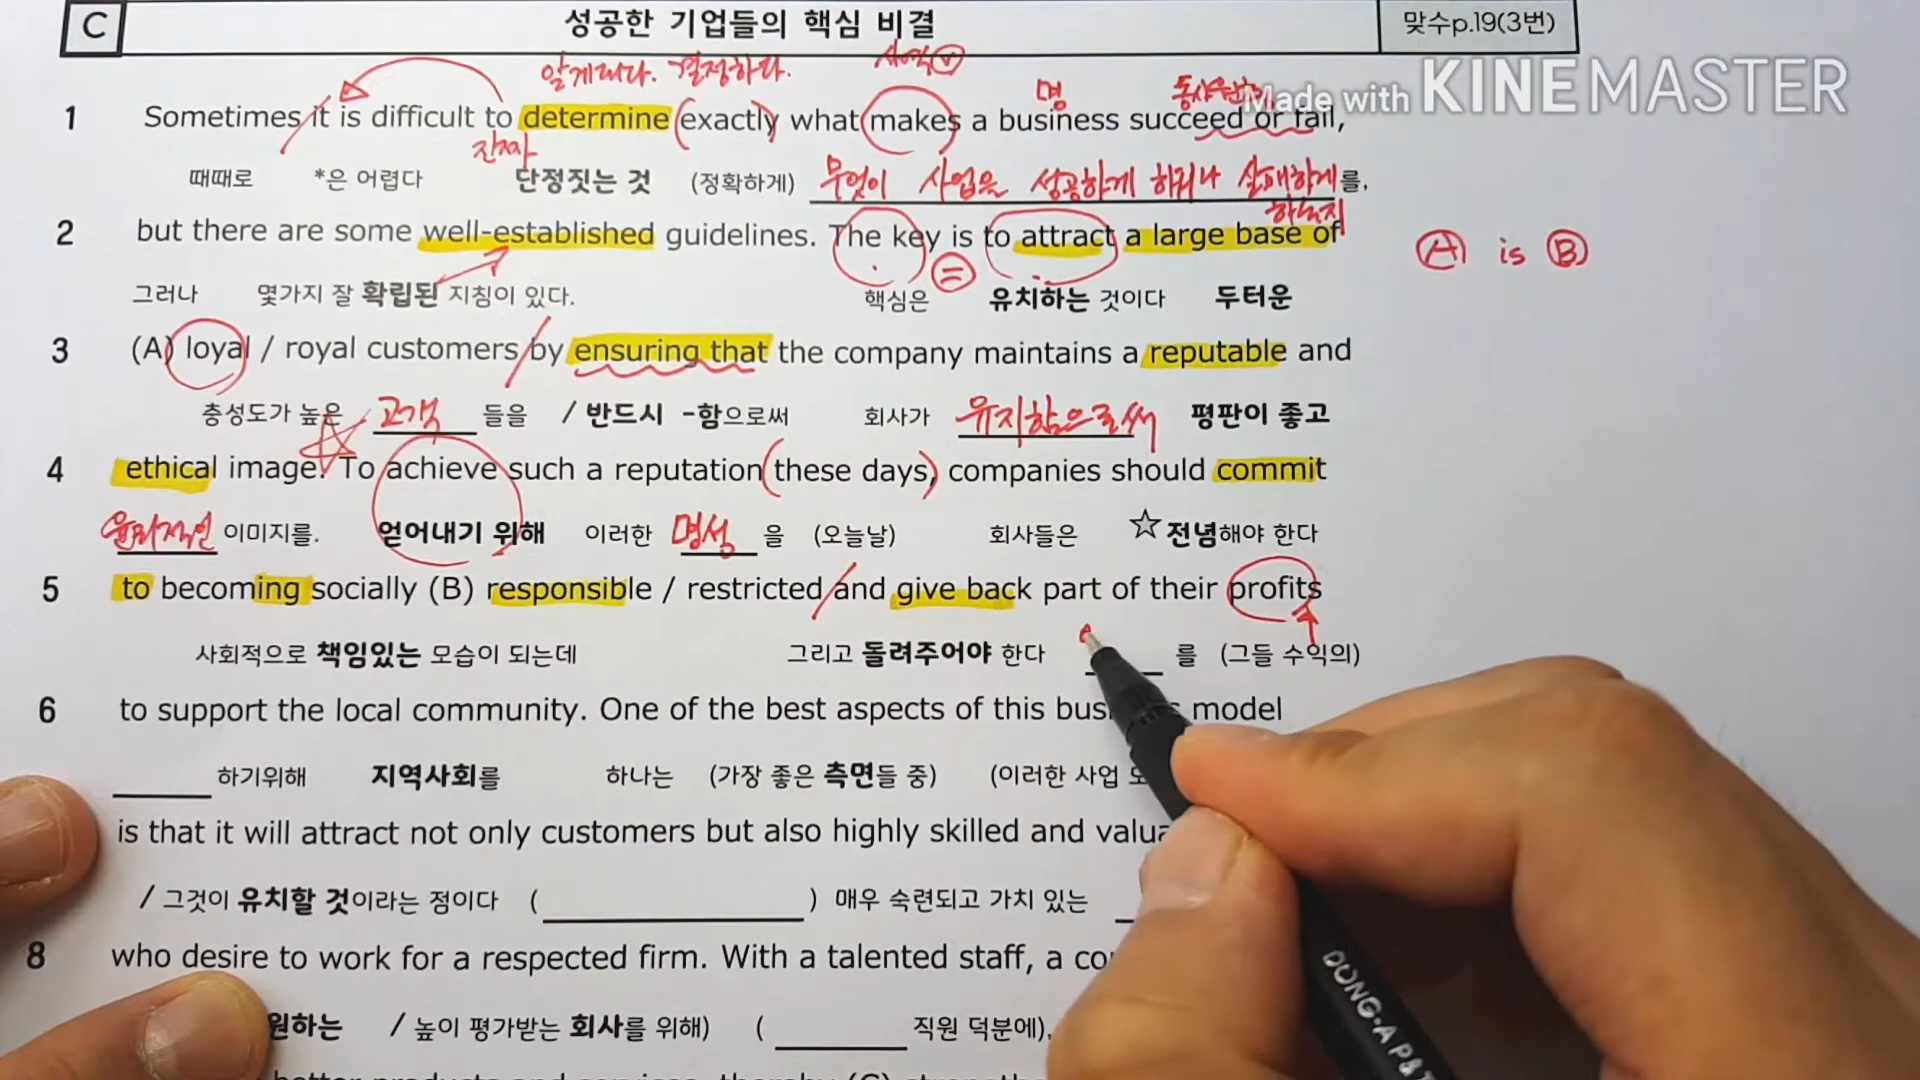 C 성공한 기업들의 핵심 비결 맞수p.19(3번)
Made with KINEMASTER
알게되다. 결정하다. 사역 V 명
1 Sometimes it is difficult to determine (exactly) what makes a business succeed or fail,
진짜
때때로 *은 어렵다 단정짓는 것 (정확하게) 무엇이 사업을 성공하게 하거나 실패하게를,
하는지
2 but there are some well-established guidelines. The key is to attract a large base of
A is B
=
그러나 몇가지 잘 확립된 지침이 있다. 핵심은 유치하는 것이다 두터운
3 (A) loyal / royal customers / by ensuring that the company maintains a reputable and
충성도가 높은 고객 들을 / 반드시 -함으로써 회사가 유지함으로써 평판이 좋고
4 ethical image. To achieve such a reputation (these days), companies should commit
윤리적인 이미지를. 얻어내기 위해 이러한 명성 을 (오늘날) 회사들은 ☆전념해야 한다
5 to becoming socially (B) responsible / restricted / and give back part of their profits
사회적으로 책임있는 모습이 되는데 그리고 돌려주어야 한다 를 (그들 수익의)
6 to support the local community. One of the best aspects of this business model
하기위해 지역사회를 하나는 (가장 좋은 측면들 중) (이러한 사업
is that it will attract not only customers but also highly skilled and valua
/ 그것이 유치할 것이라는 점이다 ( ) 매우 숙련되고 가치 있는
8 who desire to work for a respected firm. With a talented staff, a co
원하는 / 높이 평가받는 회사를 위해) ( 직원 덕분에),
better products and services, thereby (C)
DONG-A P&